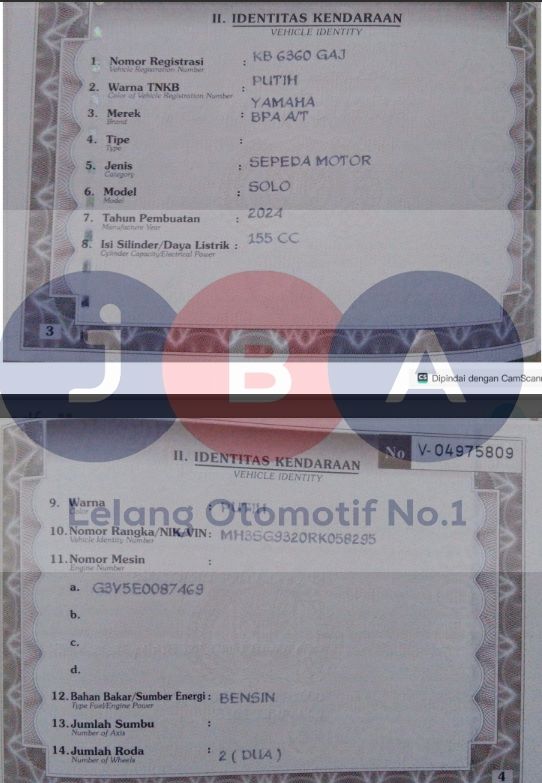 II. IDENTITAS KENDARAAN
VEHICLE IDENTITY
1. Nomor Registrasi : KB 6360 GAJ
Vehicle Registration Number
2. Warna TNKB : PUTIH
Color of Vehicle Registration Number
YAMAHA
3. Merek : BPA A/T
Brand
4. Tipe :
Type
5. Jenis : SEPEDA MOTOR
Category
6. Model : SOLO
Model
7. Tahun Pembuatan : 2024
Manufacture Year
8. Isi Silinder/Daya Listrik : 155 CC
Cylinder Capacity/Electrical Power
3
JBA
CS Dipindai dengan CamScan
No V-04975809
II. IDENTITAS KENDARAAN
VEHICLE IDENTITY
9. Warna : PUTIH
Color
Lelang Otomotif No.1
10. Nomor Rangka/NIK/VIN : MH3SG9320RK058295
Vehicle Identity Number
11. Nomor Mesin :
Engine Number
a. G3V5E0087469
b.
c.
d.
12. Bahan Bakar/Sumber Energi : BENSIN
Type Fuel/Engine Power
13. Jumlah Sumbu :
Number of Axis
14. Jumlah Roda : 2 ( DUA )
Number of Wheels
4